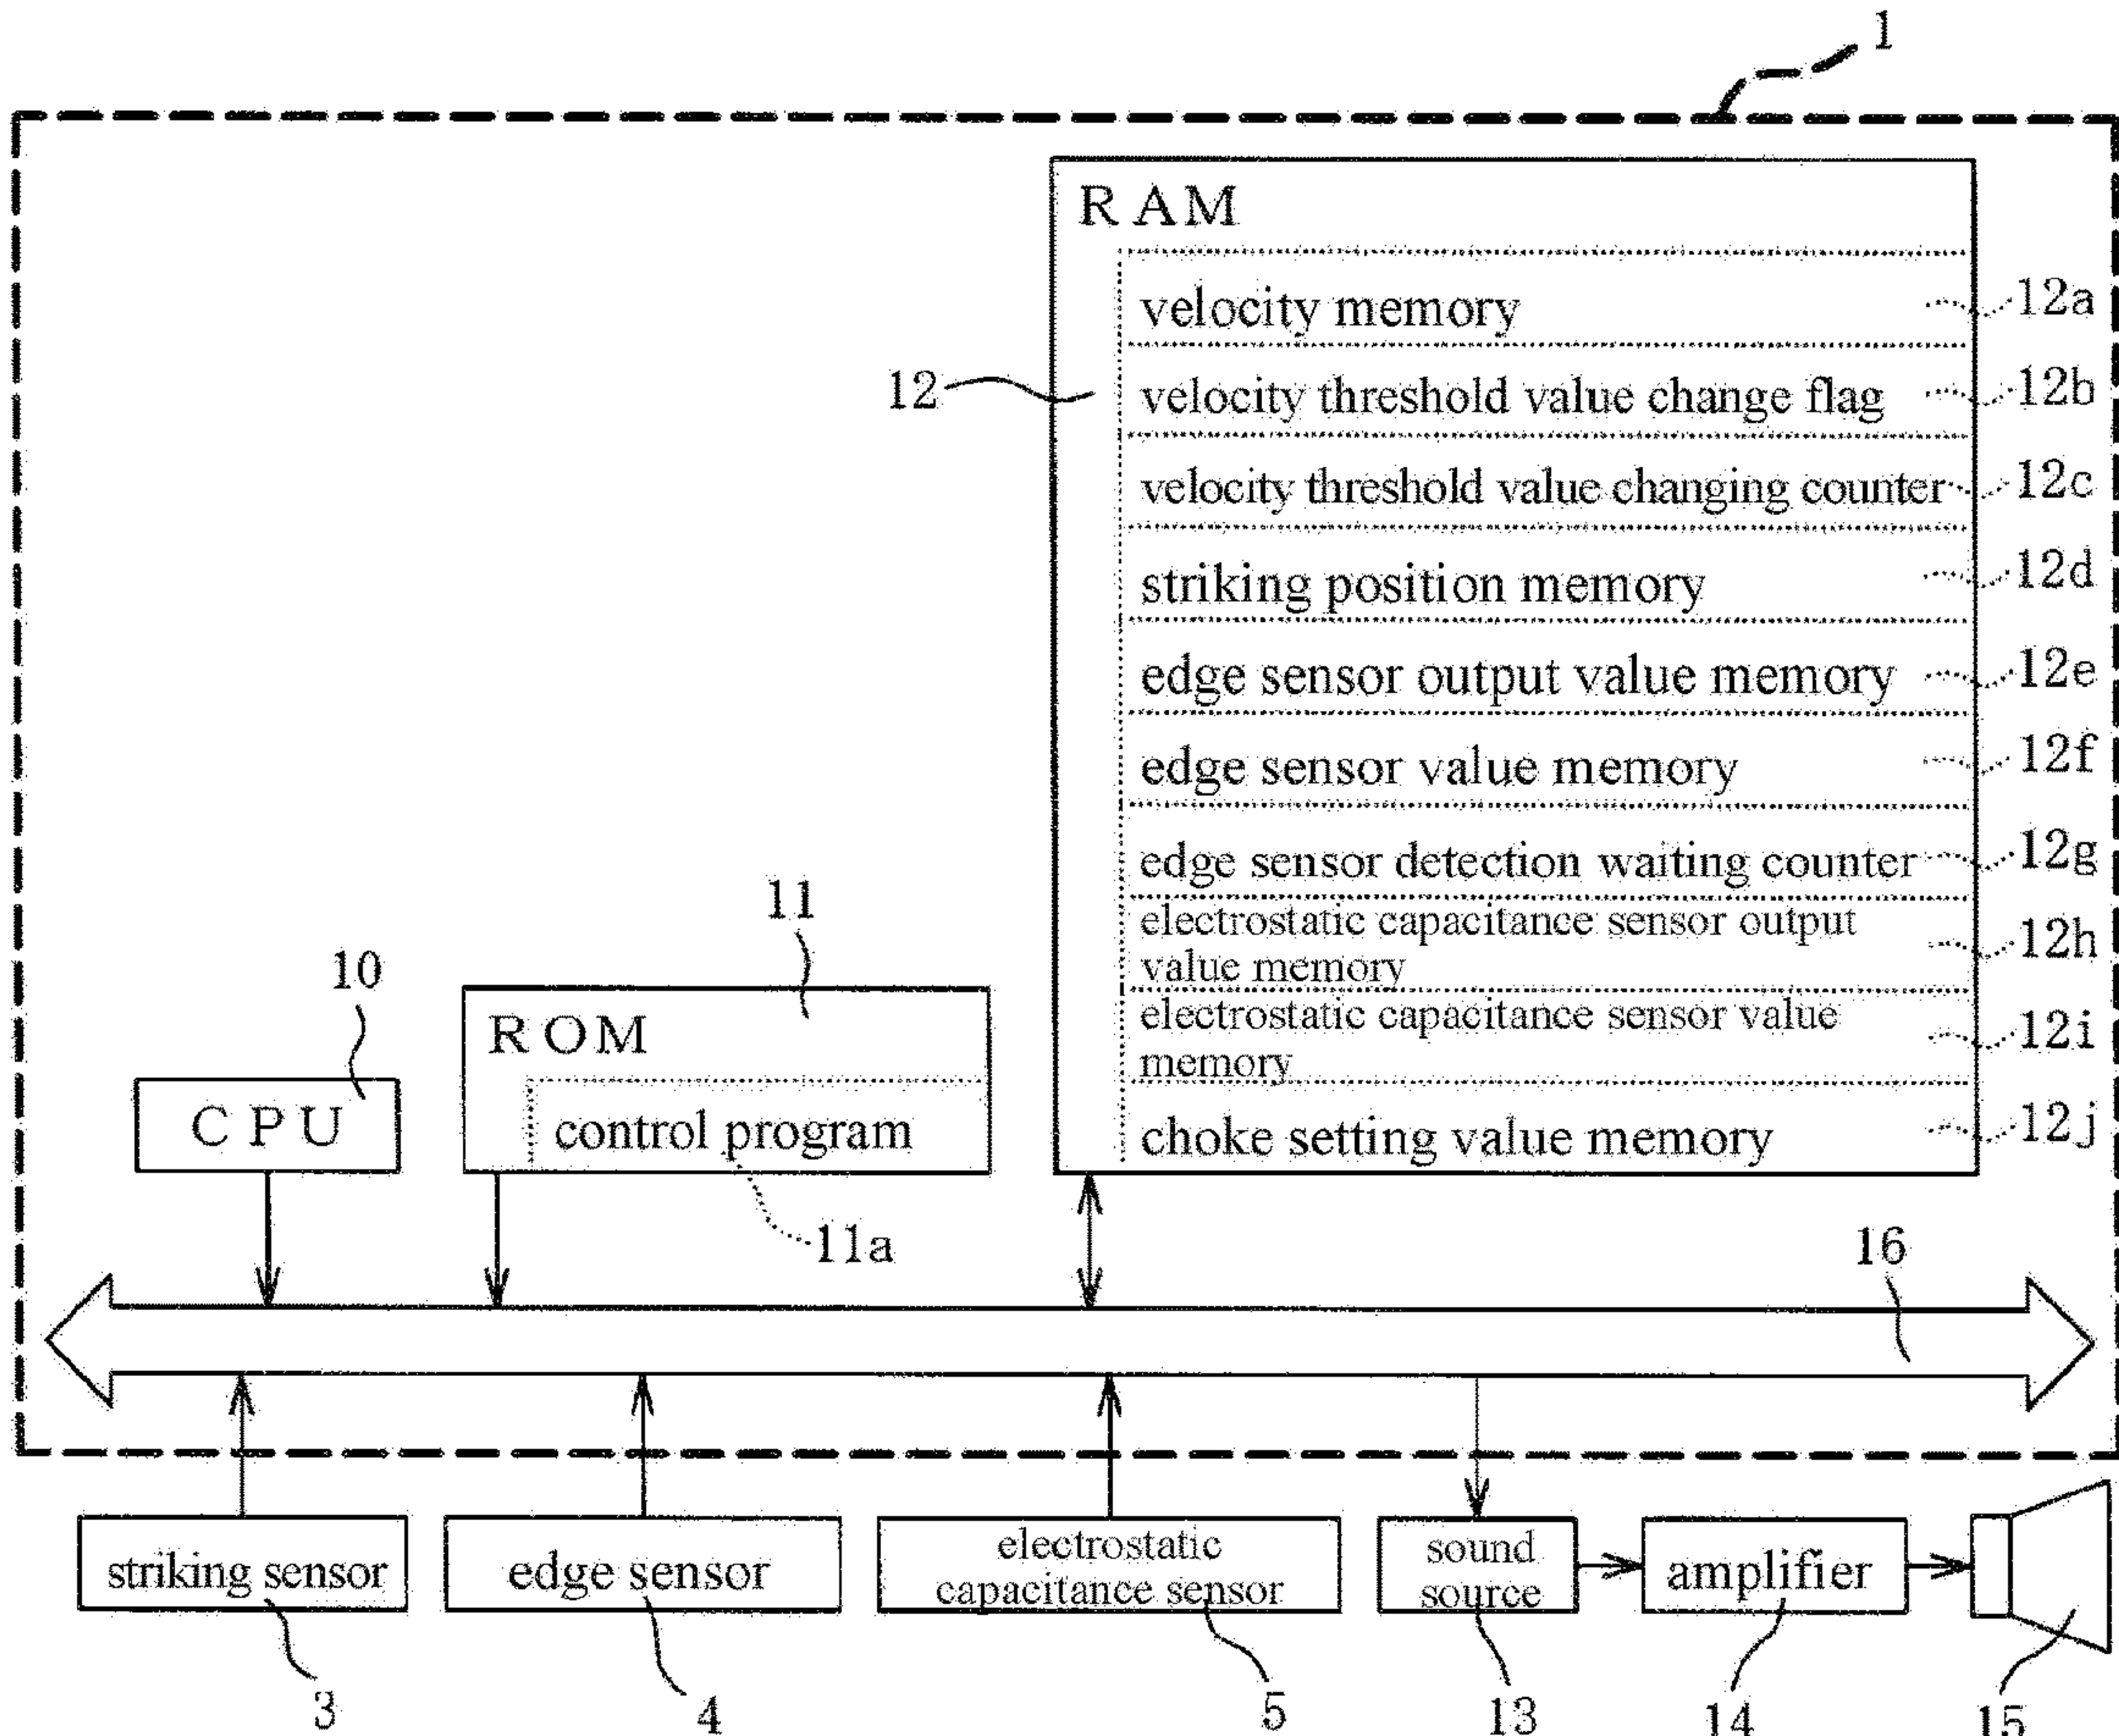 1
RAM
velocity memory
12a
12
velocity threshold value change flag
12b
velocity threshold value changing counter
12c
striking position memory
12d
edge sensor output value memory
12e
edge sensor value memory
12f
edge sensor detection waiting counter
12g
electrostatic capacitance sensor output
value memory
12h
electrostatic capacitance sensor value
memory
12i
choke setting value memory
12j
10
CPU
11
ROM
control program
11a
16
striking sensor
edge sensor
electrostatic
capacitance sensor
sound
source
amplifier
3
4
5
13
14
15